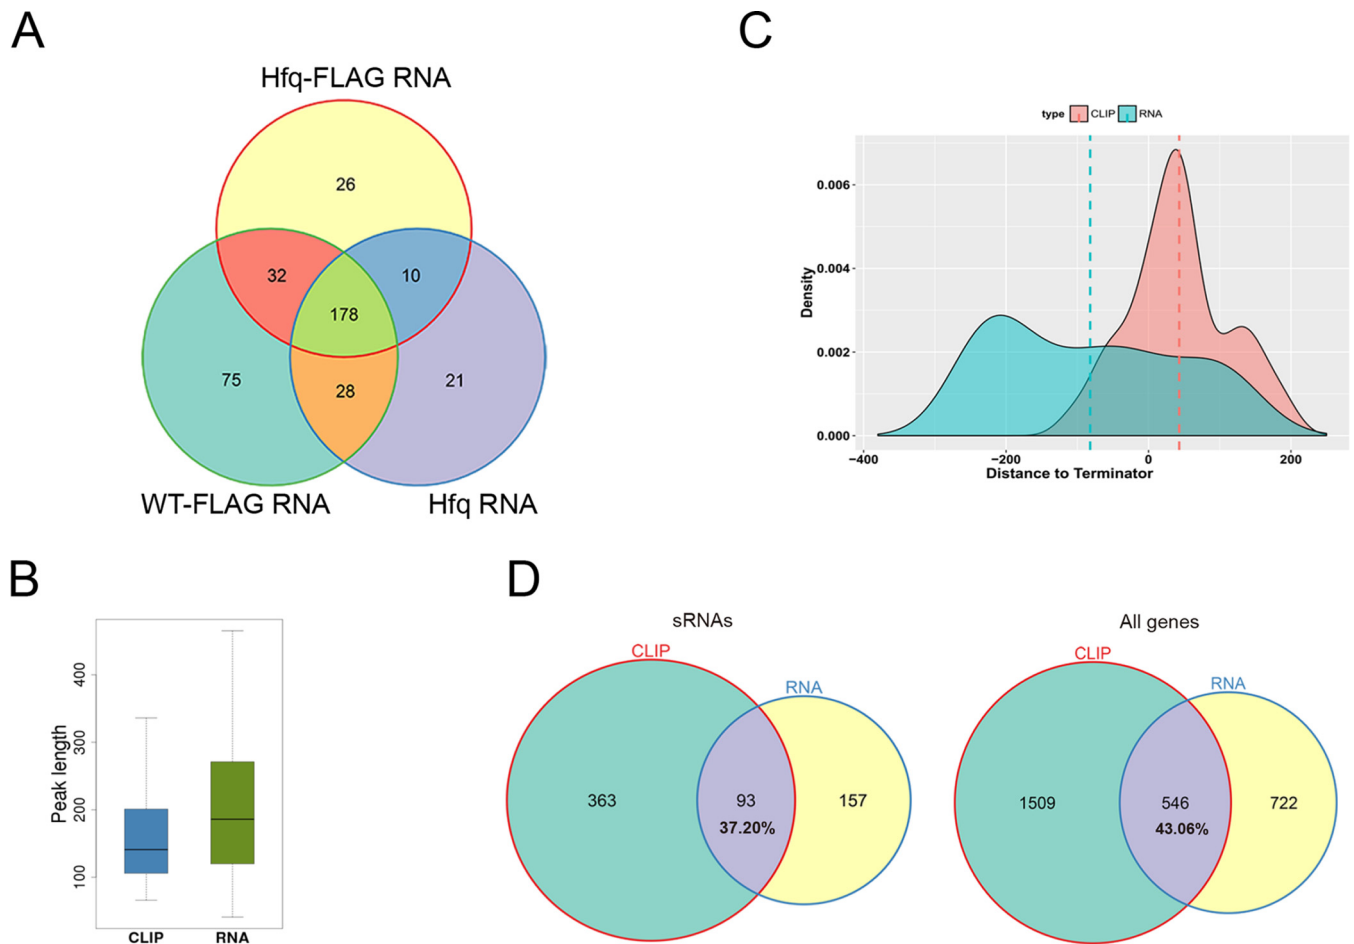 A
Hfq-FLAG RNA
26
32
10
178
75
28
21
WT-FLAG RNA
Hfq RNA
B
Peak length
400
300
200
100
CLIP
RNA
C
type CLIP RNA
Density
0.006
0.004
0.002
0.000
−400
−200
0
200
Distance to Terminator
D
sRNAs
CLIP
RNA
363
93
157
37.20%
All genes
CLIP
RNA
1509
546
722
43.06%